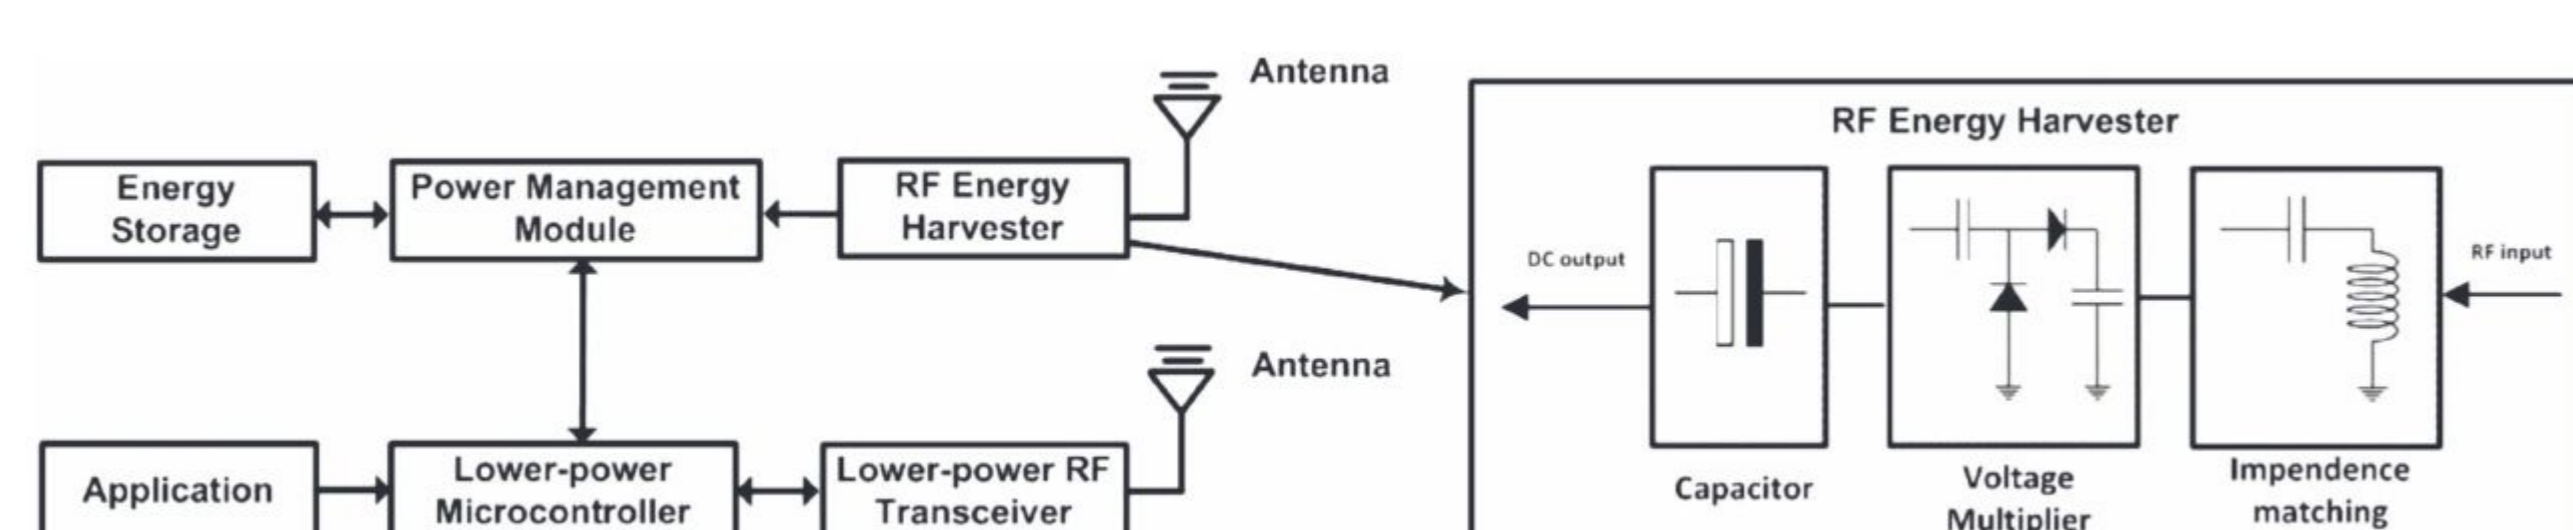 Antenna
Energy
Storage
Power Management
Module
RF Energy
Harvester
Antenna
Application
Lower-power
Microcontroller
Lower-power RF
Transceiver
RF Energy Harvester
DC output
RF input
Capacitor
Voltage
Multiplier
Impendence
matching